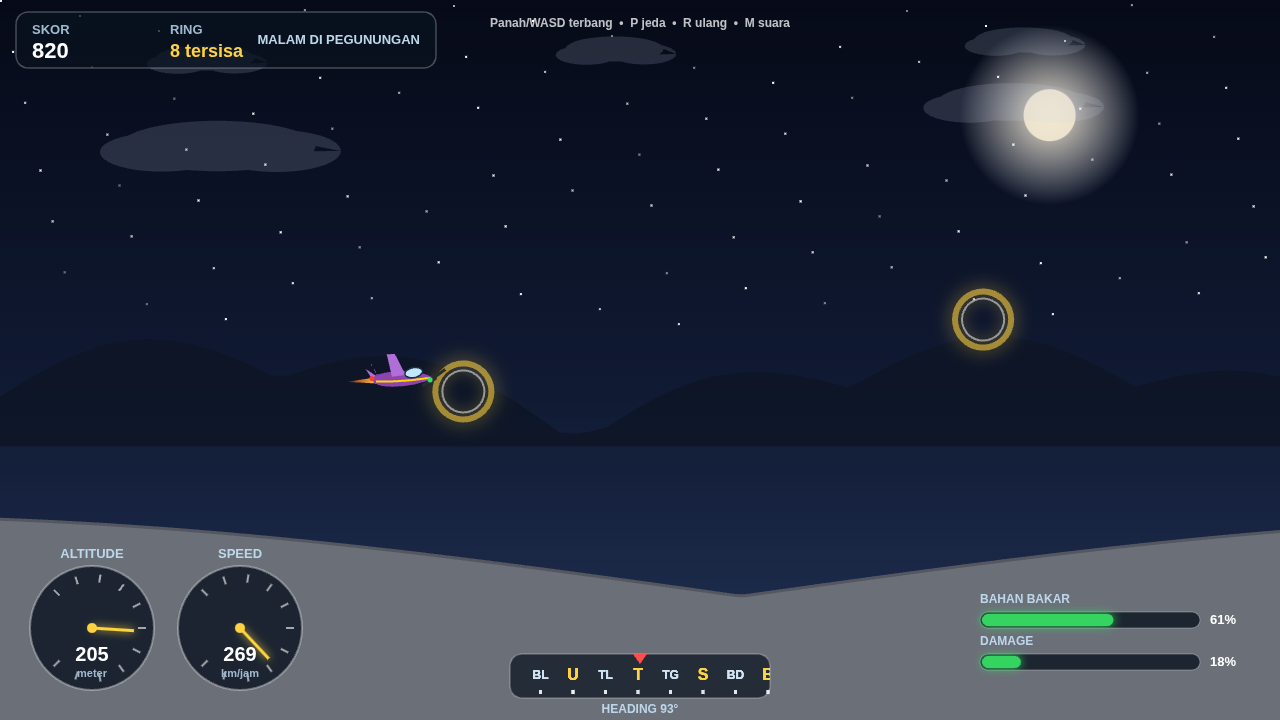 SKOR
820
RING
8 tersisa
MALAM DI PEGUNUNGAN
Panah/WASD terbang • P jeda • R ulang • M suara
ALTITUDE
205
meter
SPEED
269
km/jam
BL U TL T TG S BD B
HEADING 93°
BAHAN BAKAR
61%
DAMAGE
18%